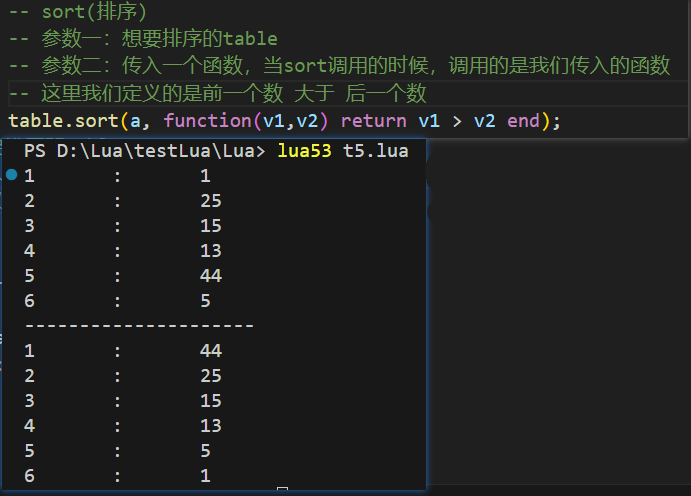 -- sort(排序)
-- 参数一：想要排序的table
-- 参数二：传入一个函数，当sort调用的时候，调用的是我们传入的函数
-- 这里我们定义的是前一个数 大于 后一个数
table.sort(a, function(v1,v2) return v1 > v2 end);
PS D:\Lua\testLua\Lua> lua53 t5.lua
1 : 1
2 : 25
3 : 15
4 : 13
5 : 44
6 : 5
---------------------
1 : 44
2 : 25
3 : 15
4 : 13
5 : 5
6 : 1